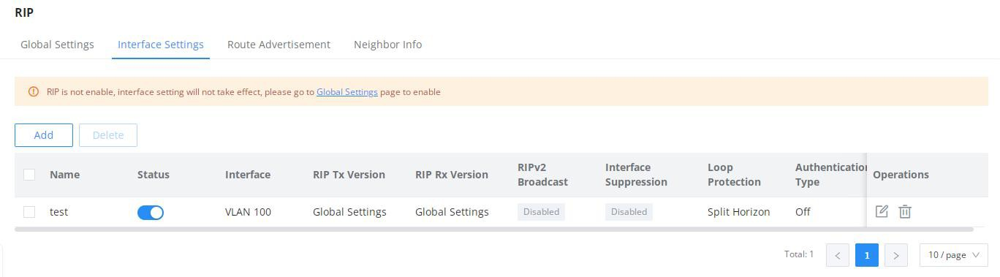 RIP
Global Settings Interface Settings Route Advertisement Neighbor Info
RIP is not enable, interface setting will not take effect, please go to Global Settings page to enable
Add Delete
Name Status Interface RIP Tx Version RIP Rx Version RIPv2 Broadcast Interface Suppression Loop Protection Authentication Type Operations
test VLAN 100 Global Settings Global Settings Disabled Disabled Split Horizon Off
Total: 1 < 1 > 10 / page